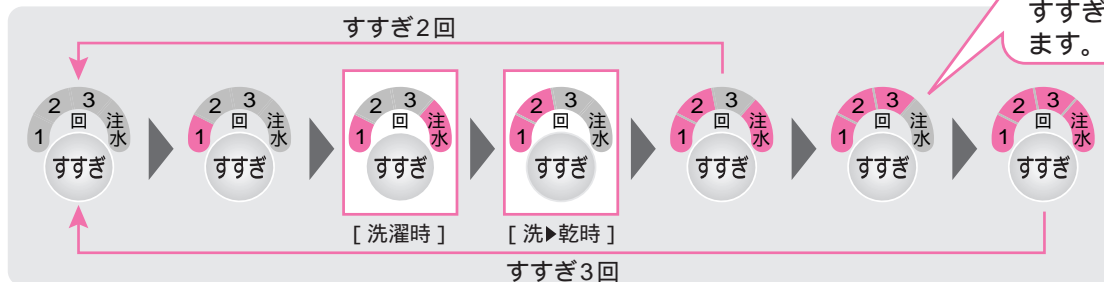 すすぎ
ます。
すすぎ2回
1 2 3 回 注水 すすぎ
1 2 3 回 注水 すすぎ
1 2 3 回 注水 すすぎ
1 2 3 回 注水 すすぎ
1 2 3 回 注水 すすぎ
1 2 3 回 注水 すすぎ
1 2 3 回 注水 すすぎ
[洗濯時]
[洗▶乾時]
すすぎ3回